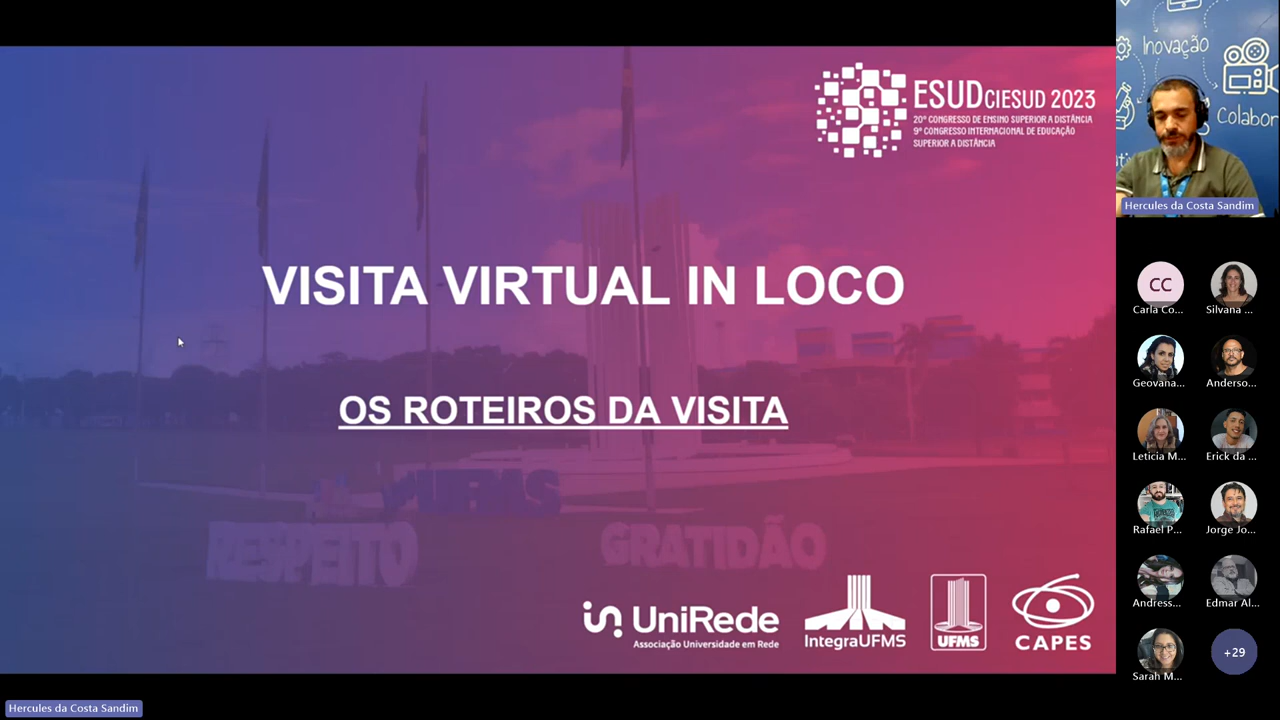 ESUDCIESUD 2023
20º CONGRESSO DE ENSINO SUPERIOR A DISTÂNCIA
9º CONGRESSO INTERNACIONAL DE EDUCAÇÃO
SUPERIOR A DISTÂNCIA
VISITA VIRTUAL IN LOCO
OS ROTEIROS DA VISITA
UFMS
RESPEITO
GRATIDÃO
UniRede
Associação Universidade em Rede
IntegraUFMS
UFMS
CAPES
Inovação
Colabor
Hercules da Costa Sandim
CC
Carla Co...
Silvana ...
Geovana...
Anderso...
Leticia M...
Erick da ...
Rafael P...
Jorge Jo...
Andress...
Edmar Al...
Sarah M...
+29
Hercules da Costa Sandim